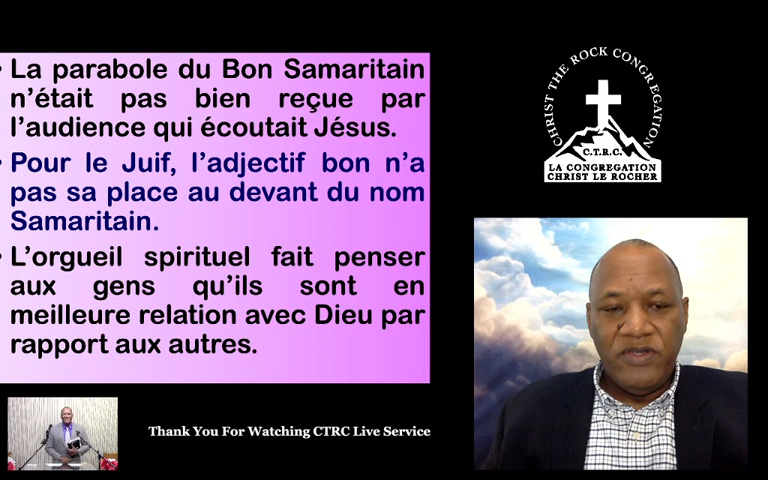 • La parabole du Bon Samaritain
n'était pas bien reçue par
l'audience qui écoutait Jésus.
• Pour le Juif, l'adjectif bon n'a
pas sa place au devant du nom
Samaritain.
• L'orgueil spirituel fait penser
aux gens qu'ils sont en
meilleure relation avec Dieu par
rapport aux autres.
CHRIST THE ROCK CONGREGATION
C.T.R.C.
LA CONGREGATION
CHRIST LE ROCHER
Thank You For Watching CTRC Live Service